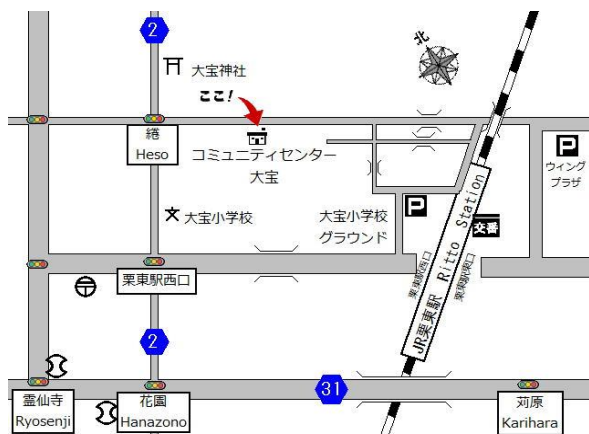 2
北
大宝神社
ここ!
綣
Heso
コミュニティセンター
大宝
P
ウィング
プラザ
大宝小学校
大宝小学校
グラウンド
P
交番
JR栗東駅 Ritto Station
栗東駅西口
栗東駅東口
栗東駅西口
2
31
霊仙寺
Ryosenji
花園
Hanazono
苅原
Karihara